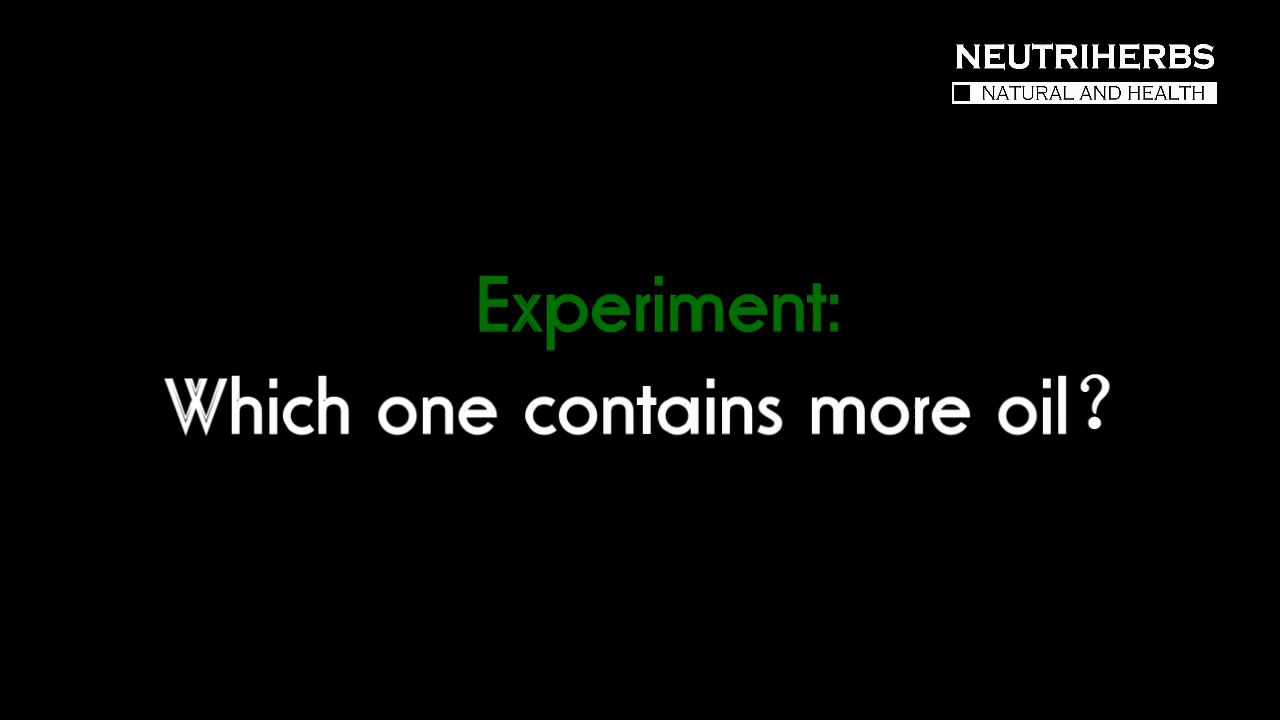 NEUTRIHERBS
NATURAL AND HEALTH
Experiment:
Which one contains more oil?